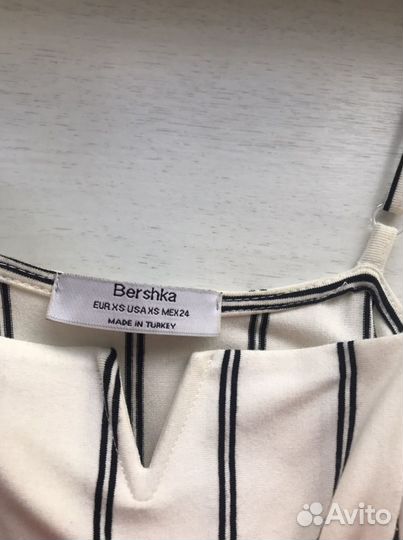 Bershka
EUR XS USA XS MEX 24
MADE IN TURKEY
Avito